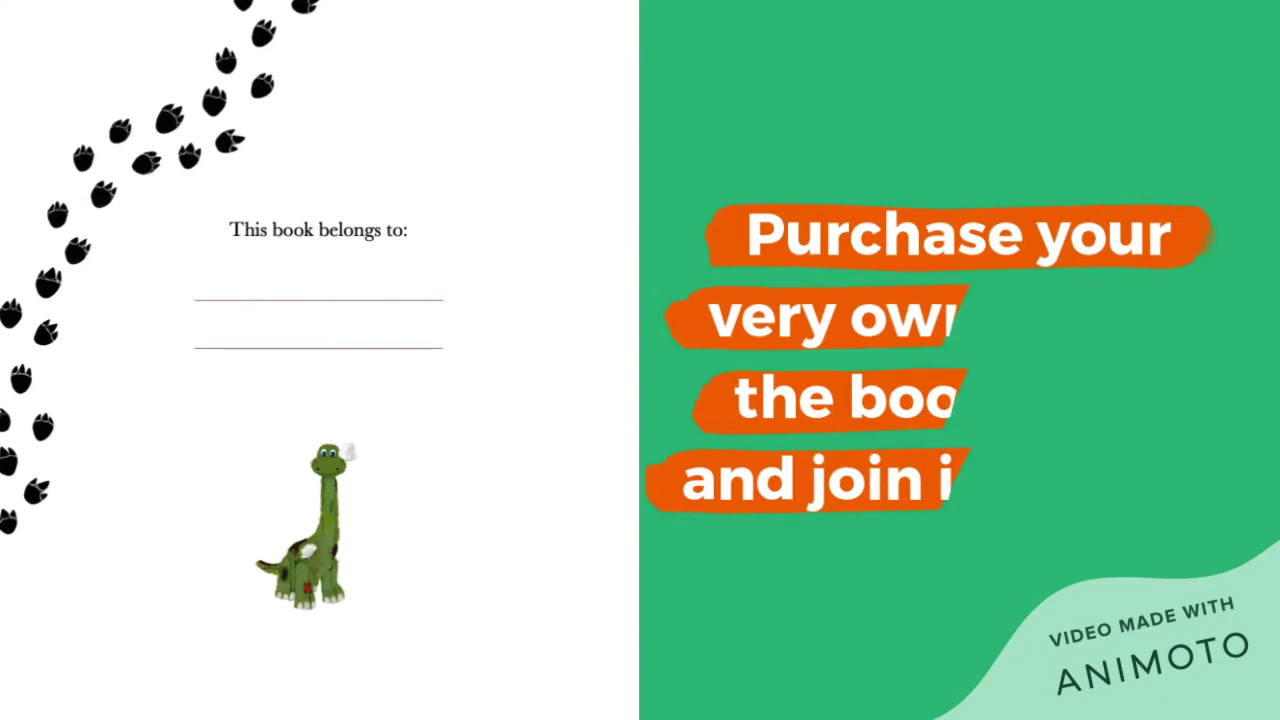 This book belongs to:
Purchase your
very
the
and join
VIDEO MADE WITH
ANIMOTO